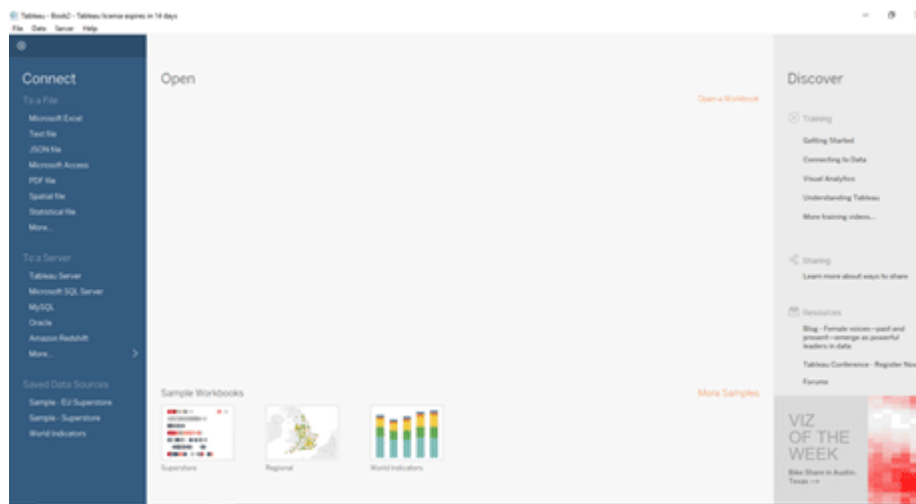 Tableau - Book2 - Tableau license expires in 14 days
File Data Server Help
Connect
To a File
Microsoft Excel
Text file
JSON file
Microsoft Access
PDF file
Spatial file
Statistical file
More...
To a Server
Tableau Server
Microsoft SQL Server
MySQL
Oracle
Amazon Redshift
More...
Saved Data Sources
Sample - EU Superstore
Sample - Superstore
World Indicators
Open
Open a Workbook
Sample Workbooks
More Samples
Superstore
Regional
World Indicators
Discover
Training
Getting Started
Connecting to Data
Visual Analytics
Understanding Tableau
More training videos...
Sharing
Learn more about ways to share
Resources
Blog - Female voices—past and
present—emerge as powerful
leaders in data
Tableau Conference - Register Now
Forums
VIZ
OF THE
WEEK
Bike Share in Austin,
Texas →